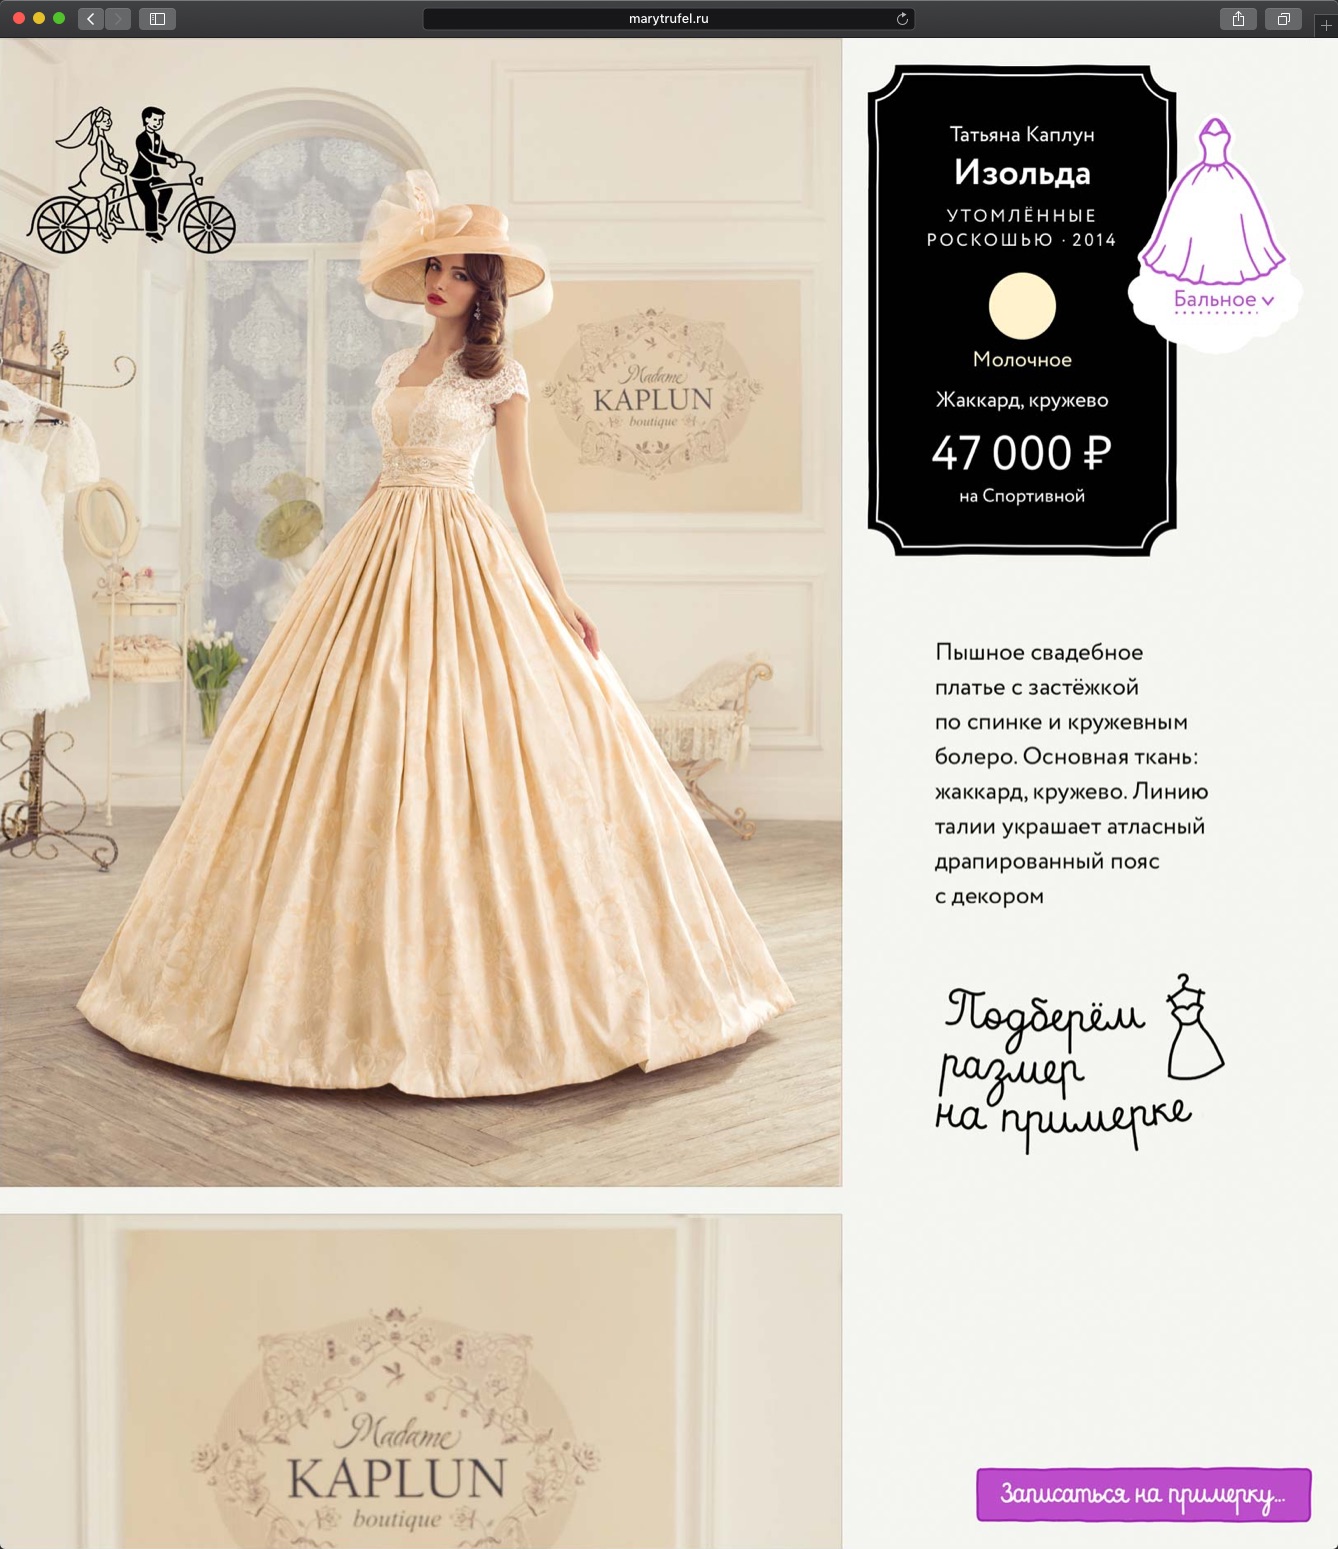 marytrufel.ru
Татьяна Каплун
Изольда
УТОМЛЁННЫЕ
РОСКОШЬЮ · 2014
Бальное
Молочное
Жаккард, кружево
47 000 ₽
на Спортивной
Madame
KAPLUN
boutique
Пышное свадебное
платье с застёжкой
по спинке и кружевным
болеро. Основная ткань:
жаккард, кружево. Линию
талии украшает атласный
драпированный пояс
с декором
Подберём
размер
на примерке
Madame
KAPLUN
boutique
Записаться на примерку...